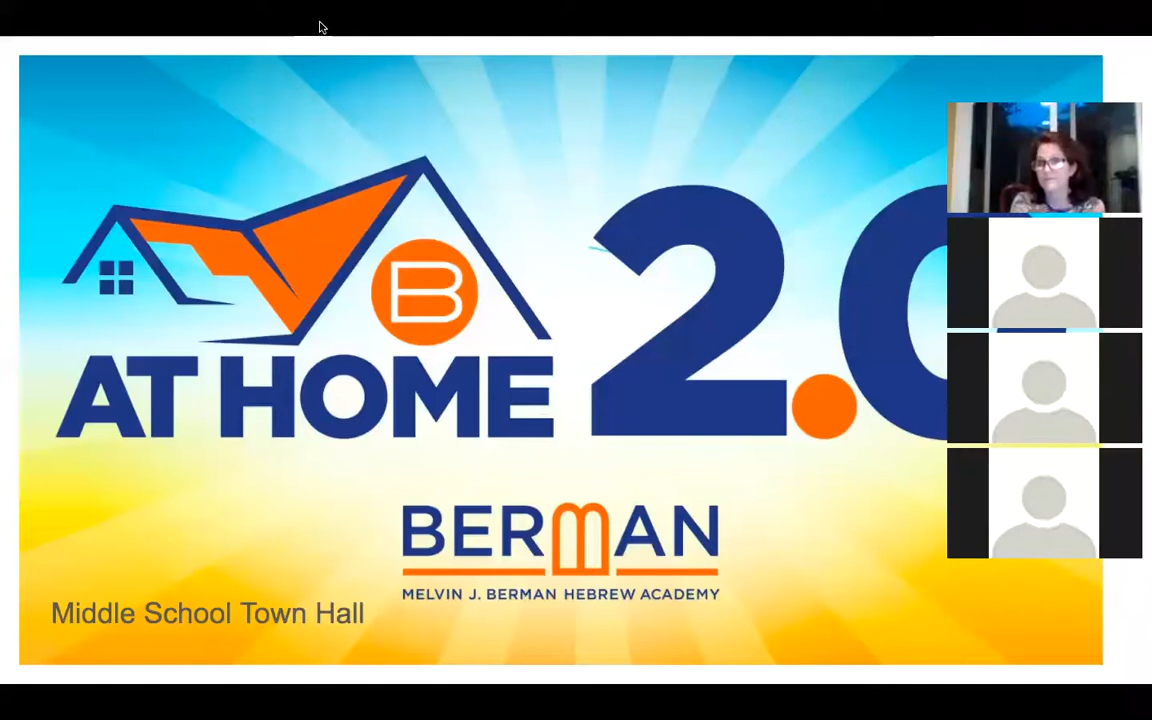 B
AT HOME 2.0
BERMAN
MELVIN J. BERMAN HEBREW ACADEMY
Middle School Town Hall